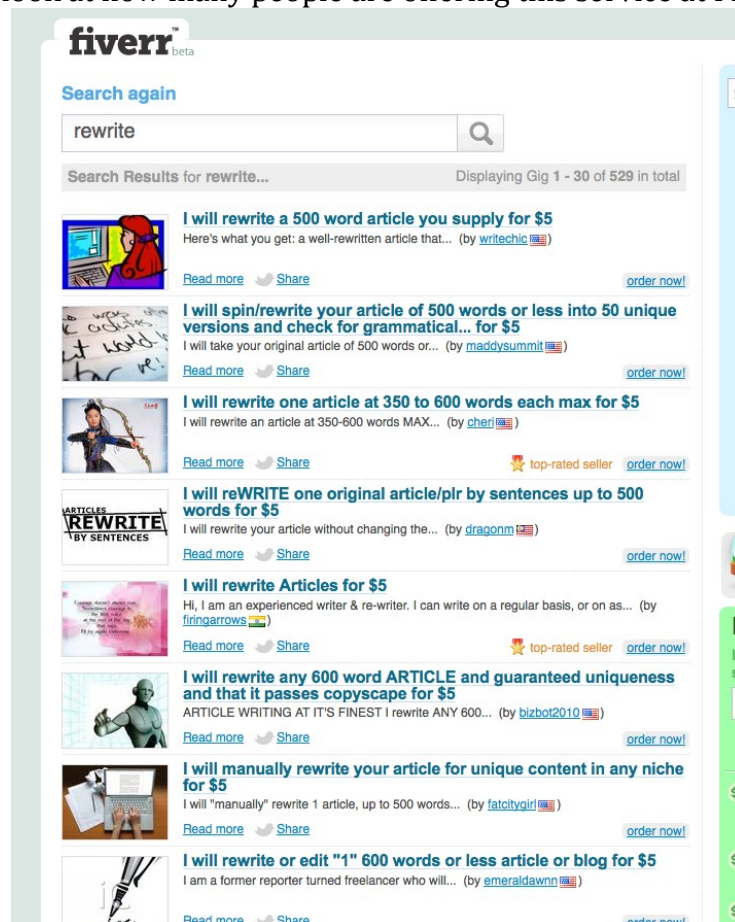 fiverr™
beta
Search again
rewrite
Search Results for rewrite...
Displaying Gig 1 - 30 of 529 in total
I will rewrite a 500 word article you supply for $5
Here's what you get: a well-rewritten article that... (by writechic )
Read more Share
order now!
I will spin/rewrite your article of 500 words or less into 50 unique
versions and check for grammatical... for $5
I will take your original article of 500 words or... (by maddysummit )
Read more Share
order now!
I will rewrite one article at 350 to 600 words each max for $5
I will rewrite an article at 350-600 words MAX... (by cheri )
Read more Share
top-rated seller order now!
ARTICLES
REWRITE
BY SENTENCES
I will reWRITE one original article/plr by sentences up to 500
words for $5
I will rewrite your article without changing the... (by dragonm )
Read more Share
order now!
I will rewrite Articles for $5
Hi, I am an experienced writer & re-writer. I can write on a regular basis, or on as... (by
firingarrows )
Read more Share
top-rated seller order now!
I will rewrite any 600 word ARTICLE and guaranteed uniqueness
and that it passes copyscape for $5
ARTICLE WRITING AT IT'S FINEST I rewrite ANY 600... (by bizbot2010 )
Read more Share
order now!
I will manually rewrite your article for unique content in any niche
for $5
I will "manually" rewrite 1 article, up to 500 words... (by fatcitygirl )
Read more Share
order now!
I will rewrite or edit "1" 600 words or less article or blog for $5
I am a former reporter turned freelancer who will... (by emeraldawnn )
Read more Share
order now!